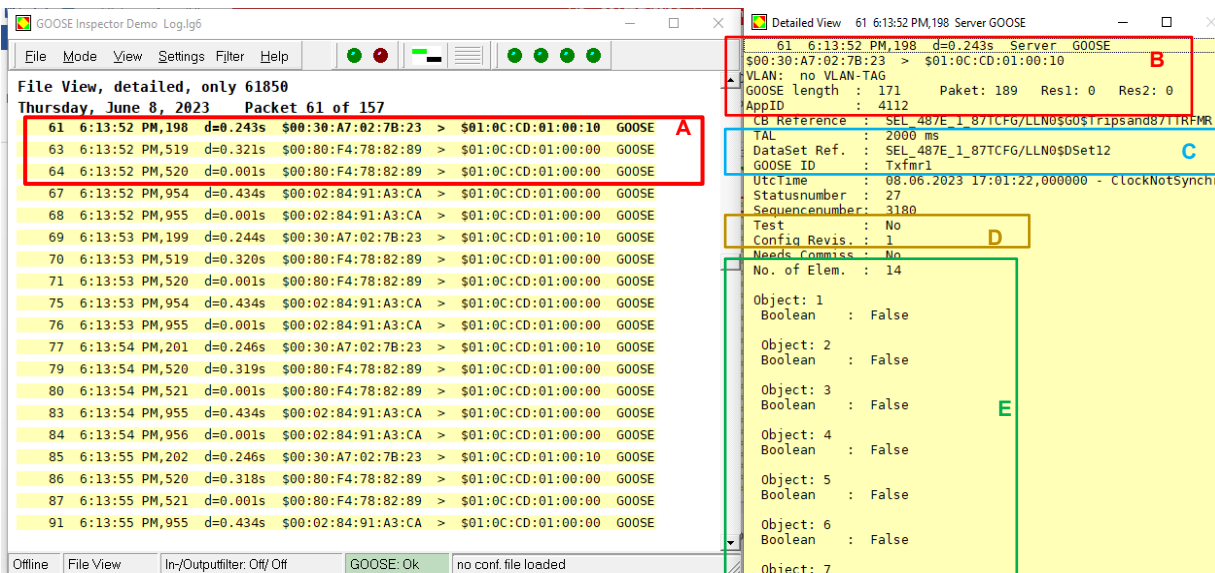 GOOSE Inspector Demo Log.lg6
File Mode View Settings Filter Help
File View, detailed, only 61850
Thursday, June 8, 2023 Packet 61 of 157
61 6:13:52 PM,198 d=0.243s $00:30:A7:02:7B:23 > $01:0C:CD:01:00:10 GOOSE
A
63 6:13:52 PM,519 d=0.321s $00:80:F4:78:82:89 > $01:0C:CD:01:00:00 GOOSE
64 6:13:52 PM,520 d=0.001s $00:80:F4:78:82:89 > $01:0C:CD:01:00:00 GOOSE
67 6:13:52 PM,954 d=0.434s $00:02:84:91:A3:CA > $01:0C:CD:01:00:00 GOOSE
68 6:13:52 PM,955 d=0.001s $00:02:84:91:A3:CA > $01:0C:CD:01:00:00 GOOSE
69 6:13:53 PM,199 d=0.244s $00:30:A7:02:7B:23 > $01:0C:CD:01:00:10 GOOSE
70 6:13:53 PM,519 d=0.320s $00:80:F4:78:82:89 > $01:0C:CD:01:00:00 GOOSE
71 6:13:53 PM,520 d=0.001s $00:80:F4:78:82:89 > $01:0C:CD:01:00:00 GOOSE
75 6:13:53 PM,954 d=0.434s $00:02:84:91:A3:CA > $01:0C:CD:01:00:00 GOOSE
76 6:13:53 PM,955 d=0.001s $00:02:84:91:A3:CA > $01:0C:CD:01:00:00 GOOSE
77 6:13:54 PM,201 d=0.246s $00:30:A7:02:7B:23 > $01:0C:CD:01:00:10 GOOSE
79 6:13:54 PM,520 d=0.319s $00:80:F4:78:82:89 > $01:0C:CD:01:00:00 GOOSE
80 6:13:54 PM,521 d=0.001s $00:80:F4:78:82:89 > $01:0C:CD:01:00:00 GOOSE
83 6:13:54 PM,955 d=0.434s $00:02:84:91:A3:CA > $01:0C:CD:01:00:00 GOOSE
84 6:13:54 PM,956 d=0.001s $00:02:84:91:A3:CA > $01:0C:CD:01:00:00 GOOSE
85 6:13:55 PM,202 d=0.246s $00:30:A7:02:7B:23 > $01:0C:CD:01:00:10 GOOSE
86 6:13:55 PM,520 d=0.318s $00:80:F4:78:82:89 > $01:0C:CD:01:00:00 GOOSE
87 6:13:55 PM,521 d=0.001s $00:80:F4:78:82:89 > $01:0C:CD:01:00:00 GOOSE
91 6:13:55 PM,955 d=0.434s $00:02:84:91:A3:CA > $01:0C:CD:01:00:00 GOOSE
Offline File View In-/Outputfilter: Off/ Off GOOSE: Ok no conf. file loaded
Detailed View 61 6:13:52 PM,198 Server GOOSE
61 6:13:52 PM,198 d=0.243s Server GOOSE
B
$00:30:A7:02:7B:23 > $01:0C:CD:01:00:10
VLAN: no VLAN-TAG
GOOSE length : 171 Paket: 189 Res1: 0 Res2: 0
AppID : 4112
CB Reference : SEL_487E_1_87TCFG/LLN0$GO$Tripsand87TTRFMR
TAL : 2000 ms
C
DataSet Ref. : SEL_487E_1_87TCFG/LLN0$DSet12
GOOSE ID : Txfmr1
UtcTime : 08.06.2023 17:01:22,000000 - ClockNotSynchr
Statusnumber : 27
Sequencenumber: 3180
Test : No
D
Config Revis. : 1
Needs Commiss.: No
No. of Elem. : 14
Object: 1
Boolean : False
Object: 2
Boolean : False
Object: 3
Boolean : False
E
Object: 4
Boolean : False
Object: 5
Boolean : False
Object: 6
Boolean : False
Object: 7